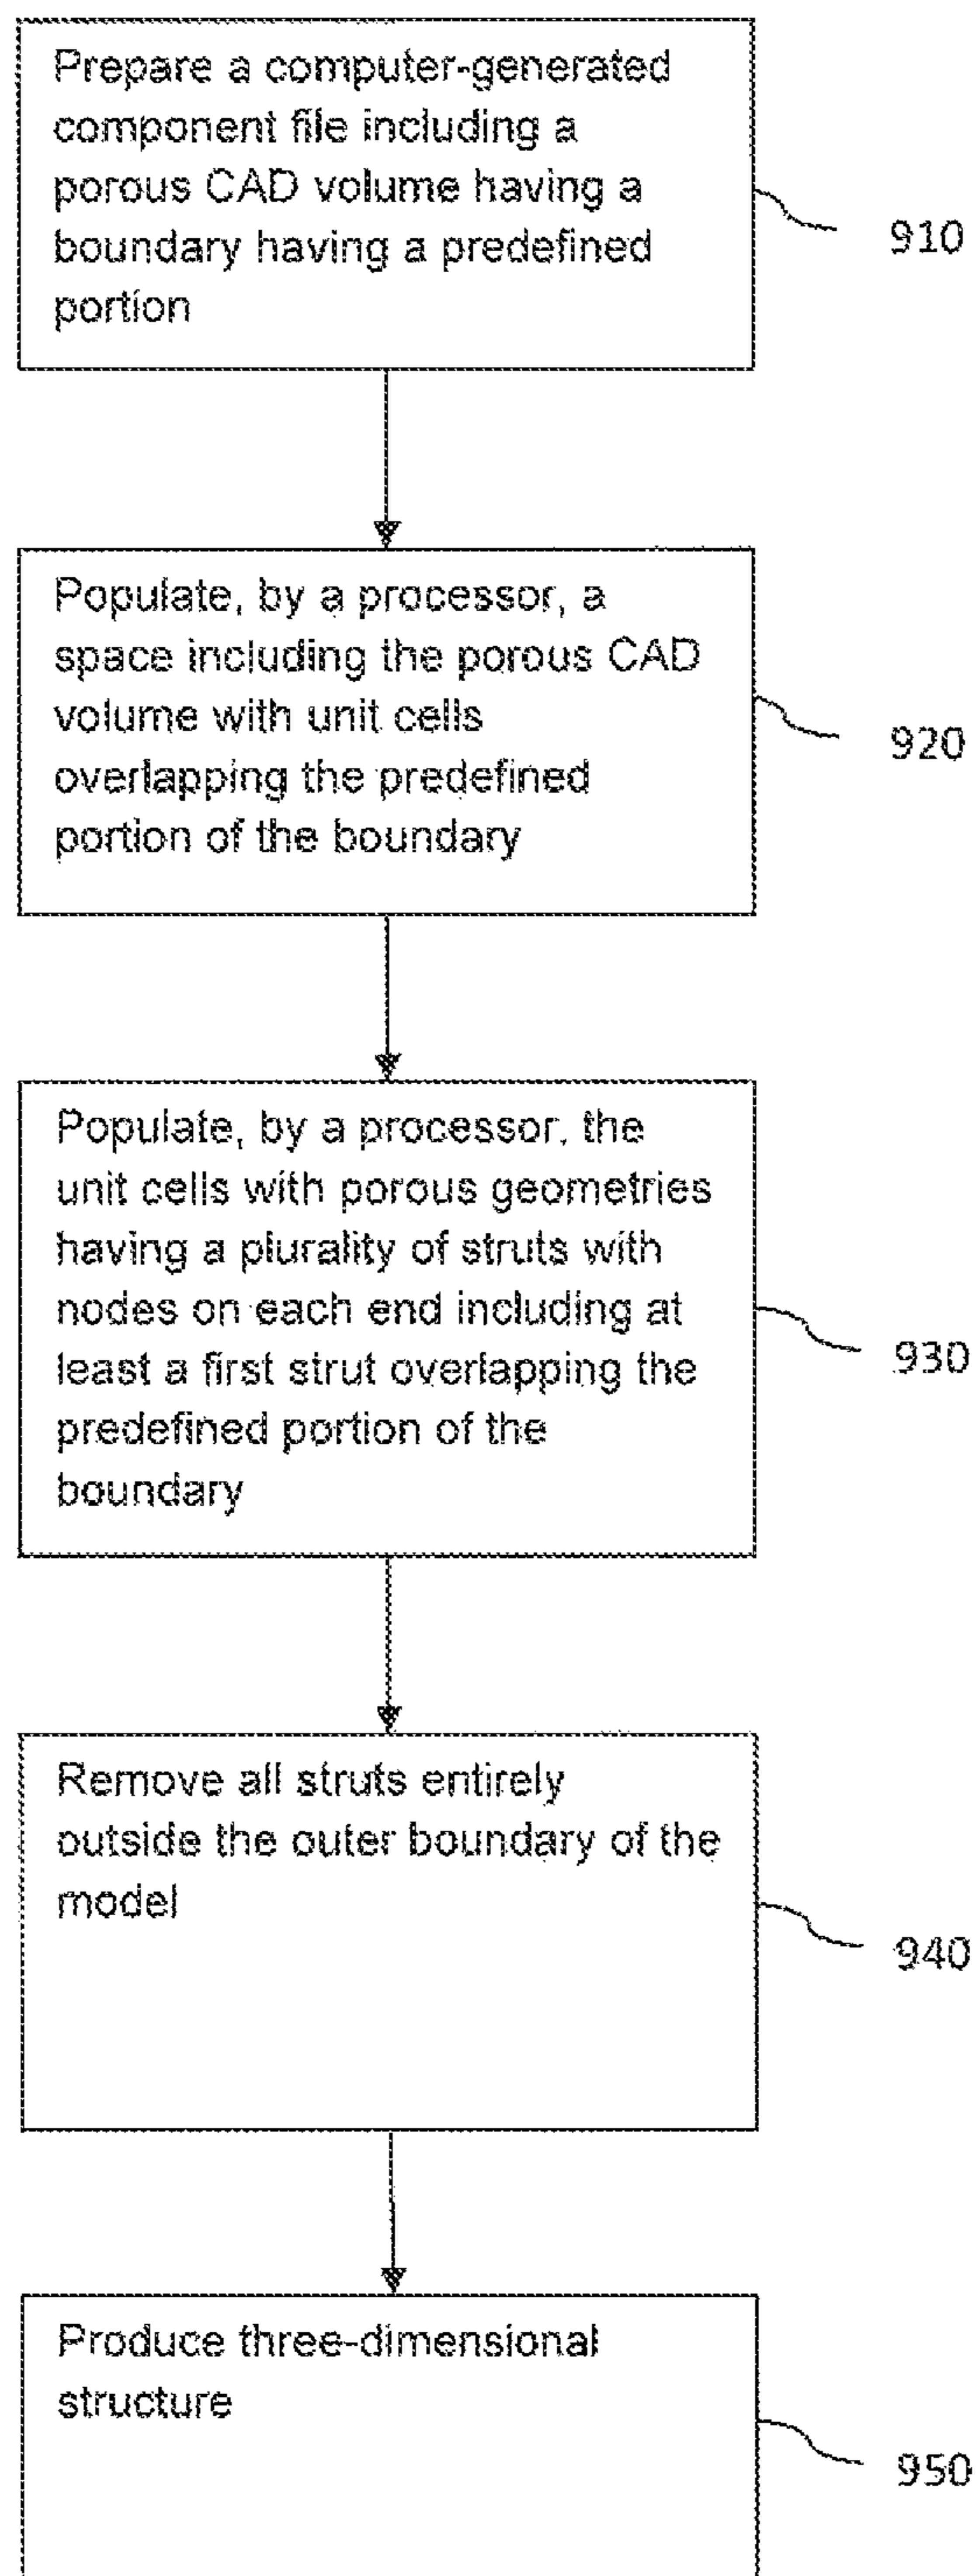 Prepare a computer-generated
component file including a
porous CAD volume having a
boundary having a predefined
portion
910
Populate, by a processor, a
space including the porous CAD
volume with unit cells
overlapping the predefined
portion of the boundary
920
Populate, by a processor, the
unit cells with porous geometries
having a plurality of struts with
nodes on each end including at
least a first strut overlapping the
predefined portion of the
boundary
930
Remove all struts entirely
outside the outer boundary of the
model
940
Produce three-dimensional
structure
950